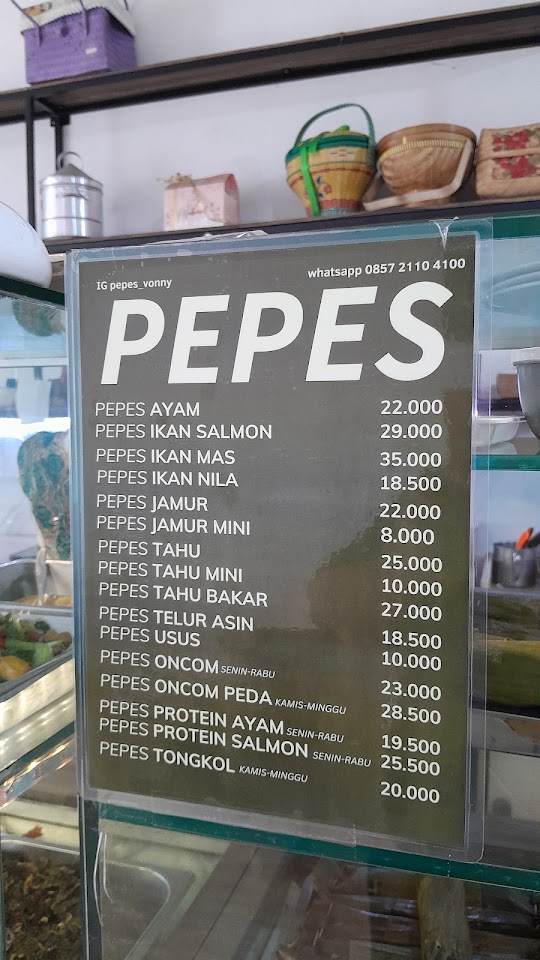 IG pepes_vonny
whatsapp 0857 2110 4100
PEPES
PEPES AYAM 22.000
PEPES IKAN SALMON 29.000
PEPES IKAN MAS 35.000
PEPES IKAN NILA 18.500
PEPES JAMUR 22.000
PEPES JAMUR MINI 8.000
PEPES TAHU 25.000
PEPES TAHU MINI 10.000
PEPES TAHU BAKAR 27.000
PEPES TELUR ASIN 18.500
PEPES USUS 10.000
PEPES ONCOM SENIN-RABU 23.000
PEPES ONCOM PEDA KAMIS-MINGGU 28.500
PEPES PROTEIN AYAM SENIN-RABU 19.500
PEPES PROTEIN SALMON SENIN-RABU 25.500
PEPES TONGKOL KAMIS-MINGGU 20.000